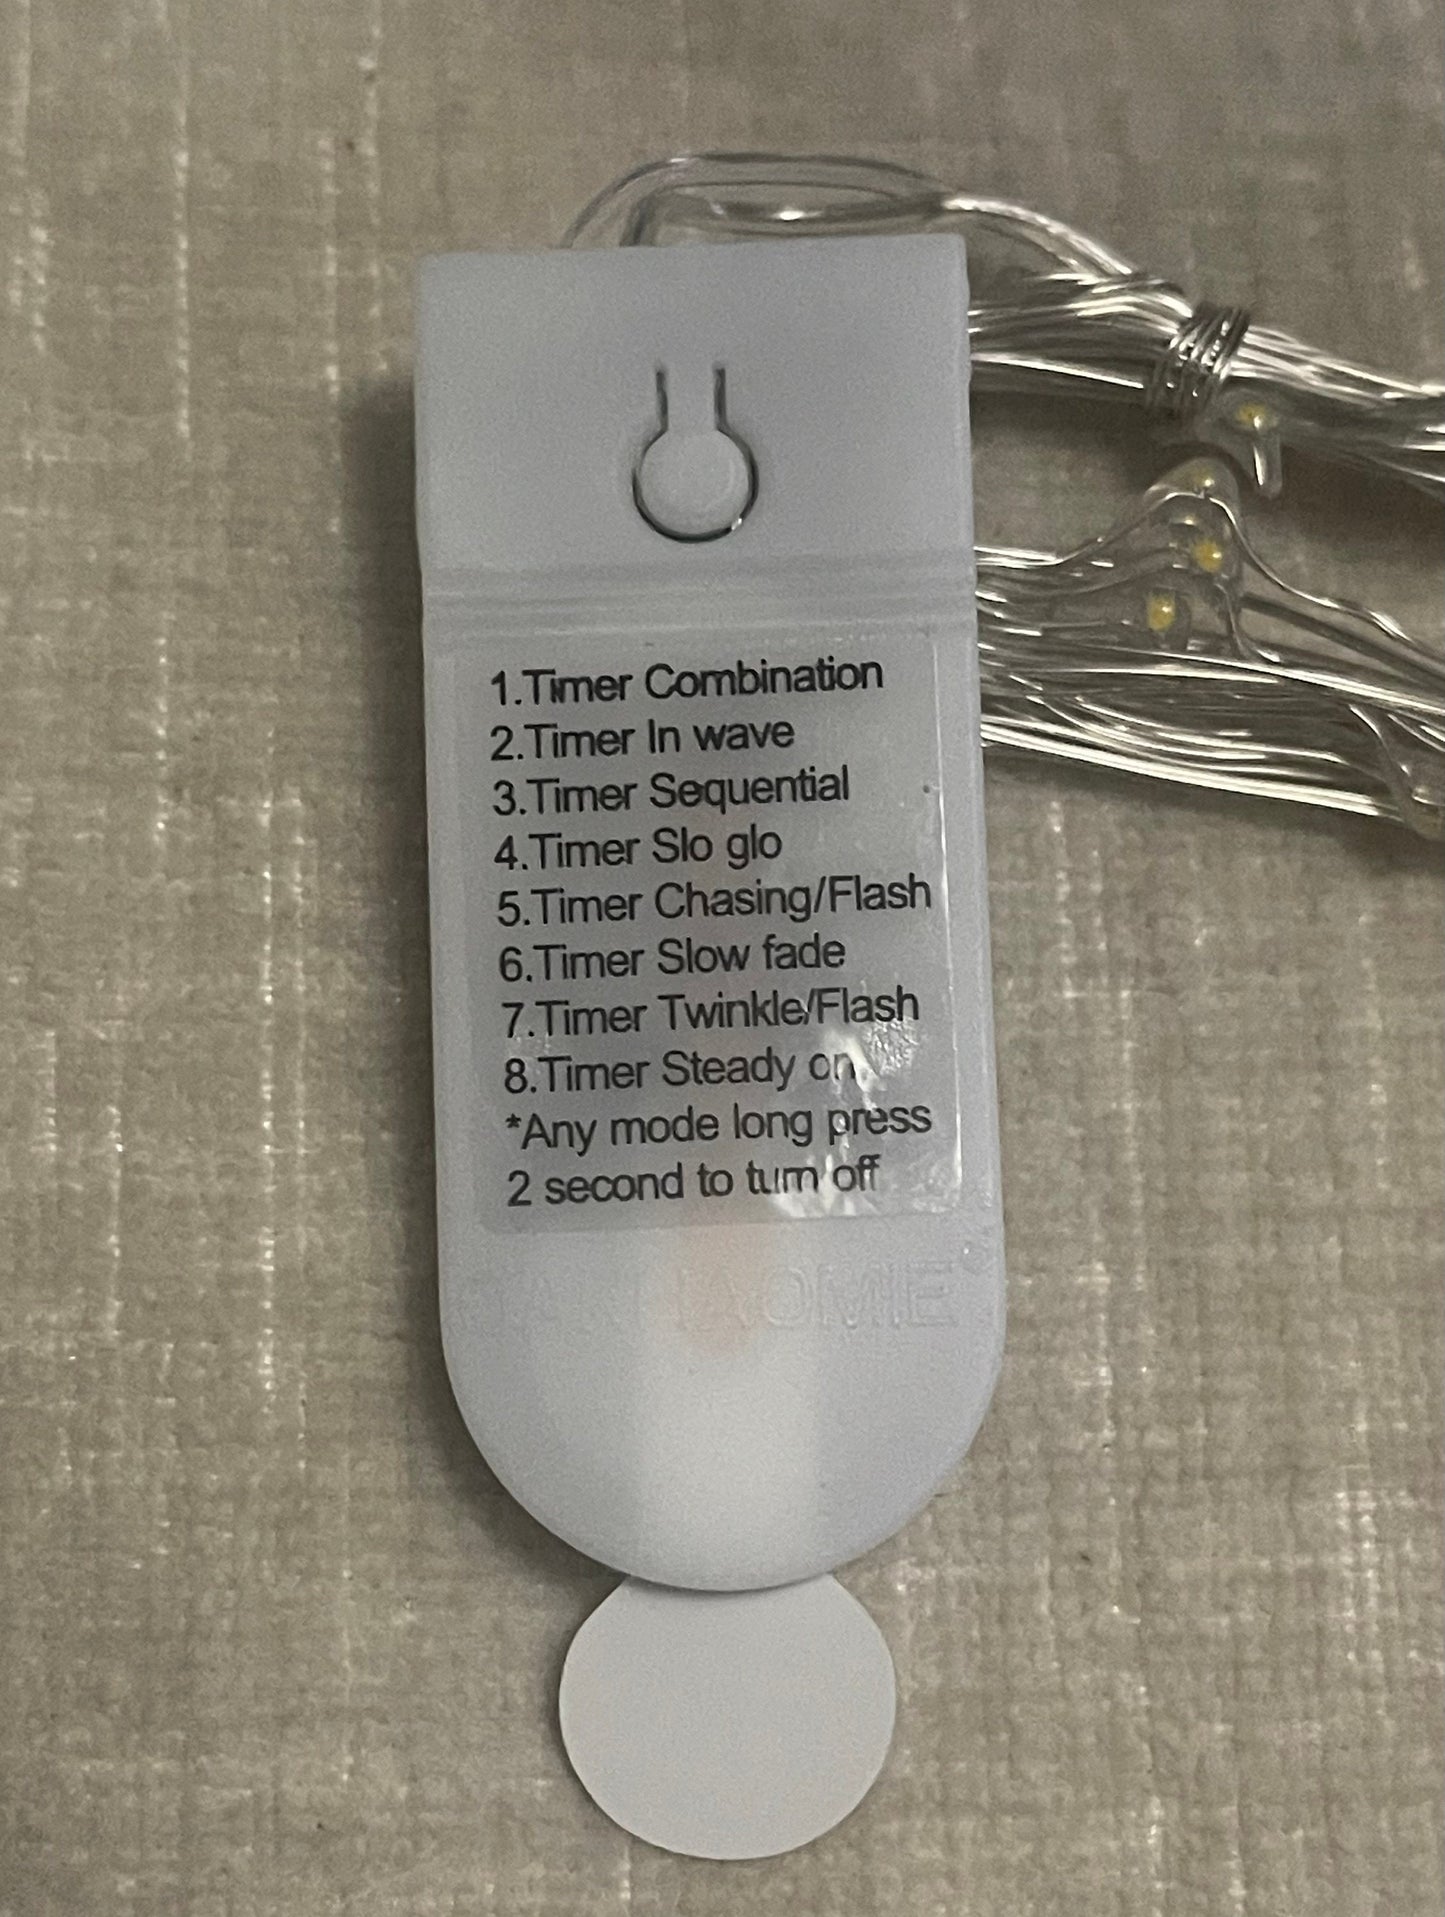 1.Timer Combination
2.Timer In wave
3.Timer Sequential
4.Timer Slo glo
5.Timer Chasing/Flash
6.Timer Slow fade
7.Timer Twinkle/Flash
8.Timer Steady on
*Any mode long press
2 second to turn off